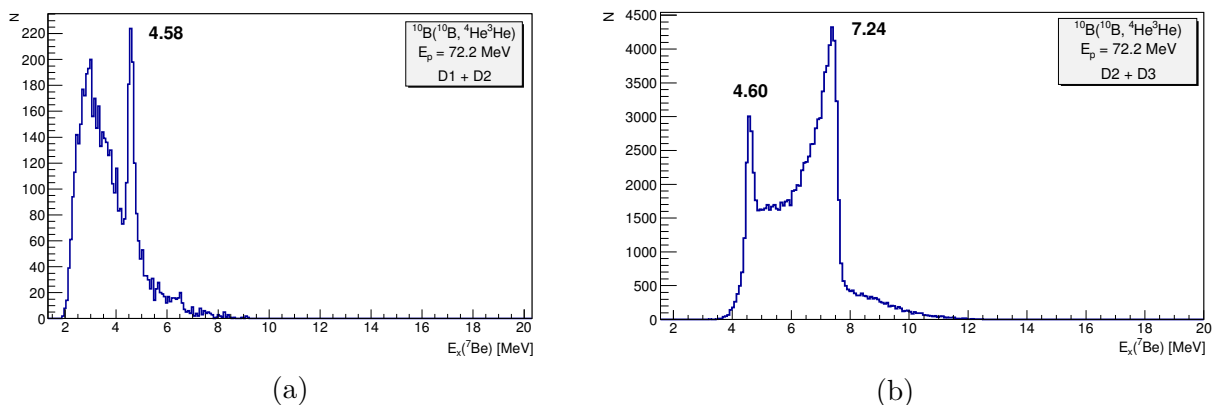 N
220
200
180
160
140
120
100
80
60
40
20
0
4.58
¹⁰B(¹⁰B, ⁴He³He)
Eₚ = 72.2 MeV
D1 + D2
2 4 6 8 10 12 14 16 18 20
Eₓ(⁷Be) [MeV]
(a)
N
4500
4000
3500
3000
2500
2000
1500
1000
500
0
4.60
7.24
¹⁰B(¹⁰B, ⁴He³He)
Eₚ = 72.2 MeV
D2 + D3
2 4 6 8 10 12 14 16 18 20
Eₓ(⁷Be) [MeV]
(b)